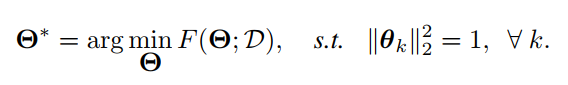 Θ* = arg min_Θ F(Θ; 𝒟), s.t. ‖θ_k‖₂² = 1, ∀ k.